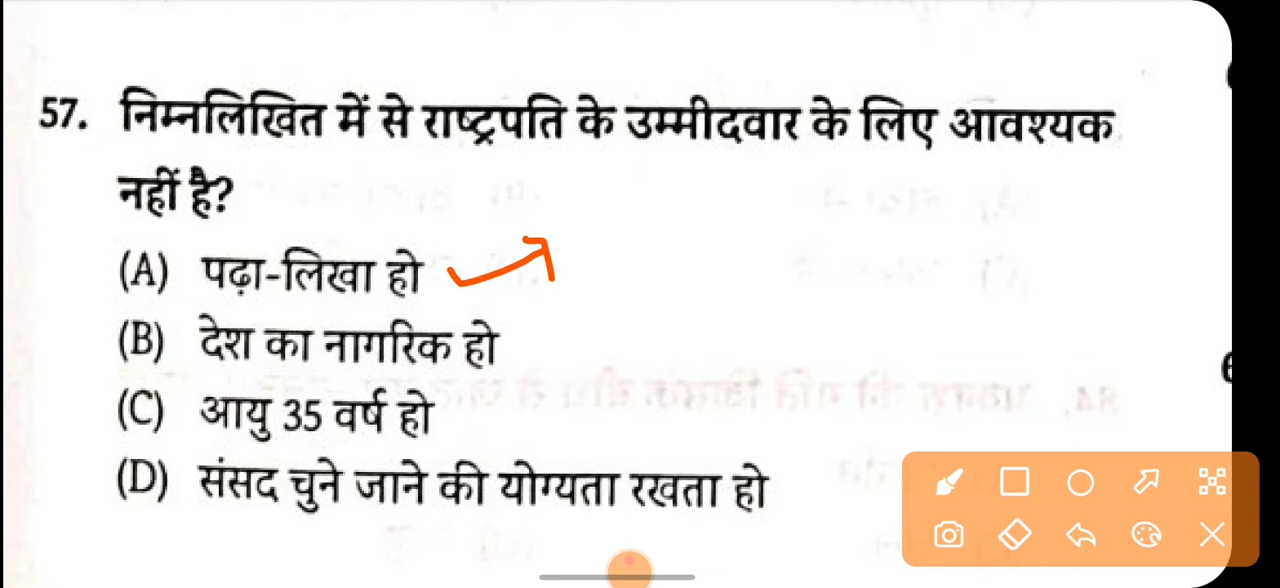 57. निम्नलिखित में से राष्ट्रपति के उम्मीदवार के लिए आवश्यक
नहीं है?
(A) पढ़ा-लिखा हो
(B) देश का नागरिक हो
(C) आयु 35 वर्ष हो
(D) संसद चुने जाने की योग्यता रखता हो